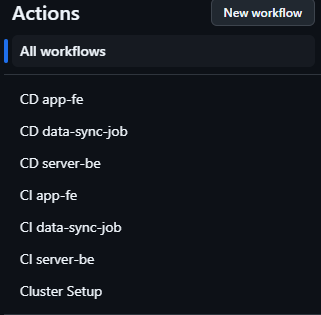 Actions
New workflow
All workflows
CD app-fe
CD data-sync-job
CD server-be
CI app-fe
CI data-sync-job
CI server-be
Cluster Setup